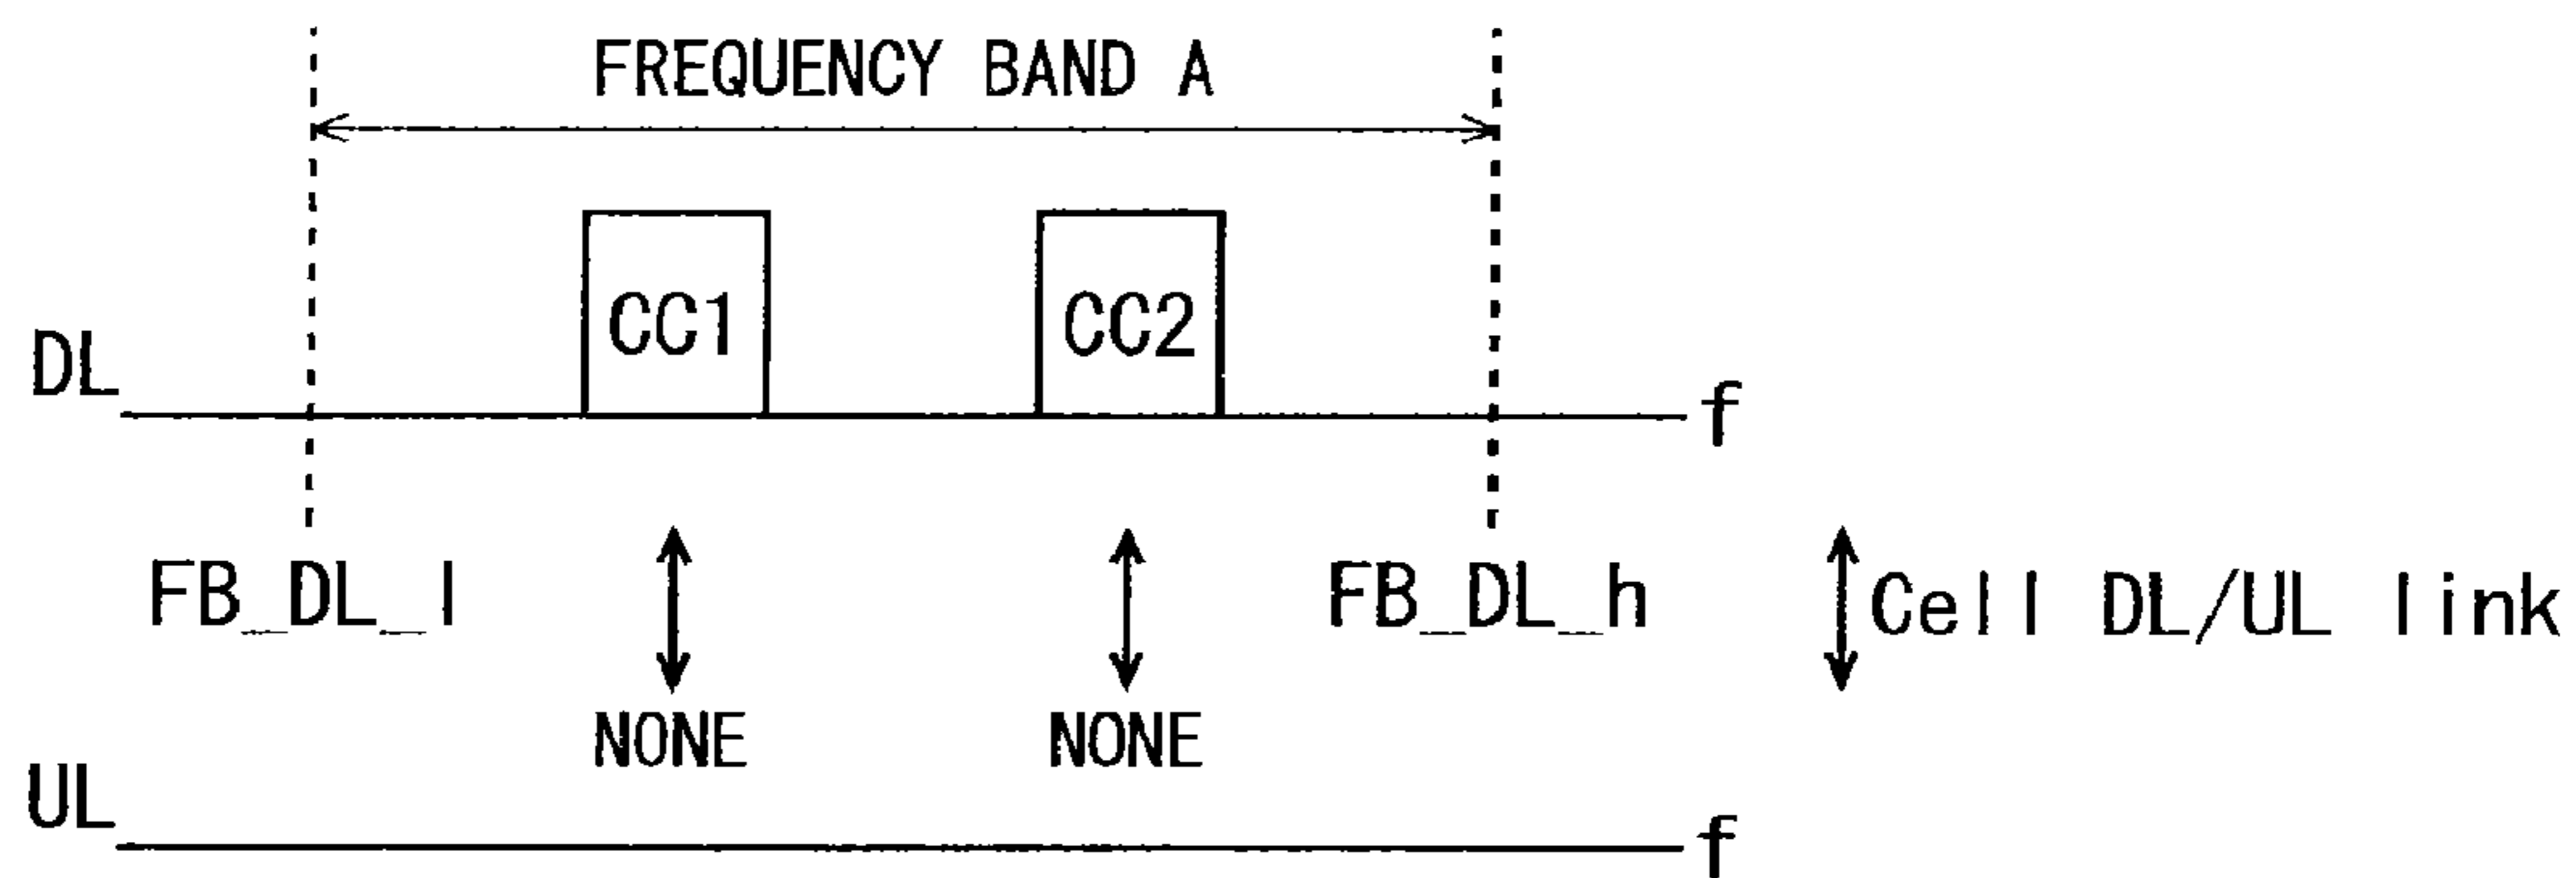 FREQUENCY BAND A
CC1 CC2
DL
f
FB_DL_l FB_DL_h Cell DL/UL link
NONE NONE
UL
f